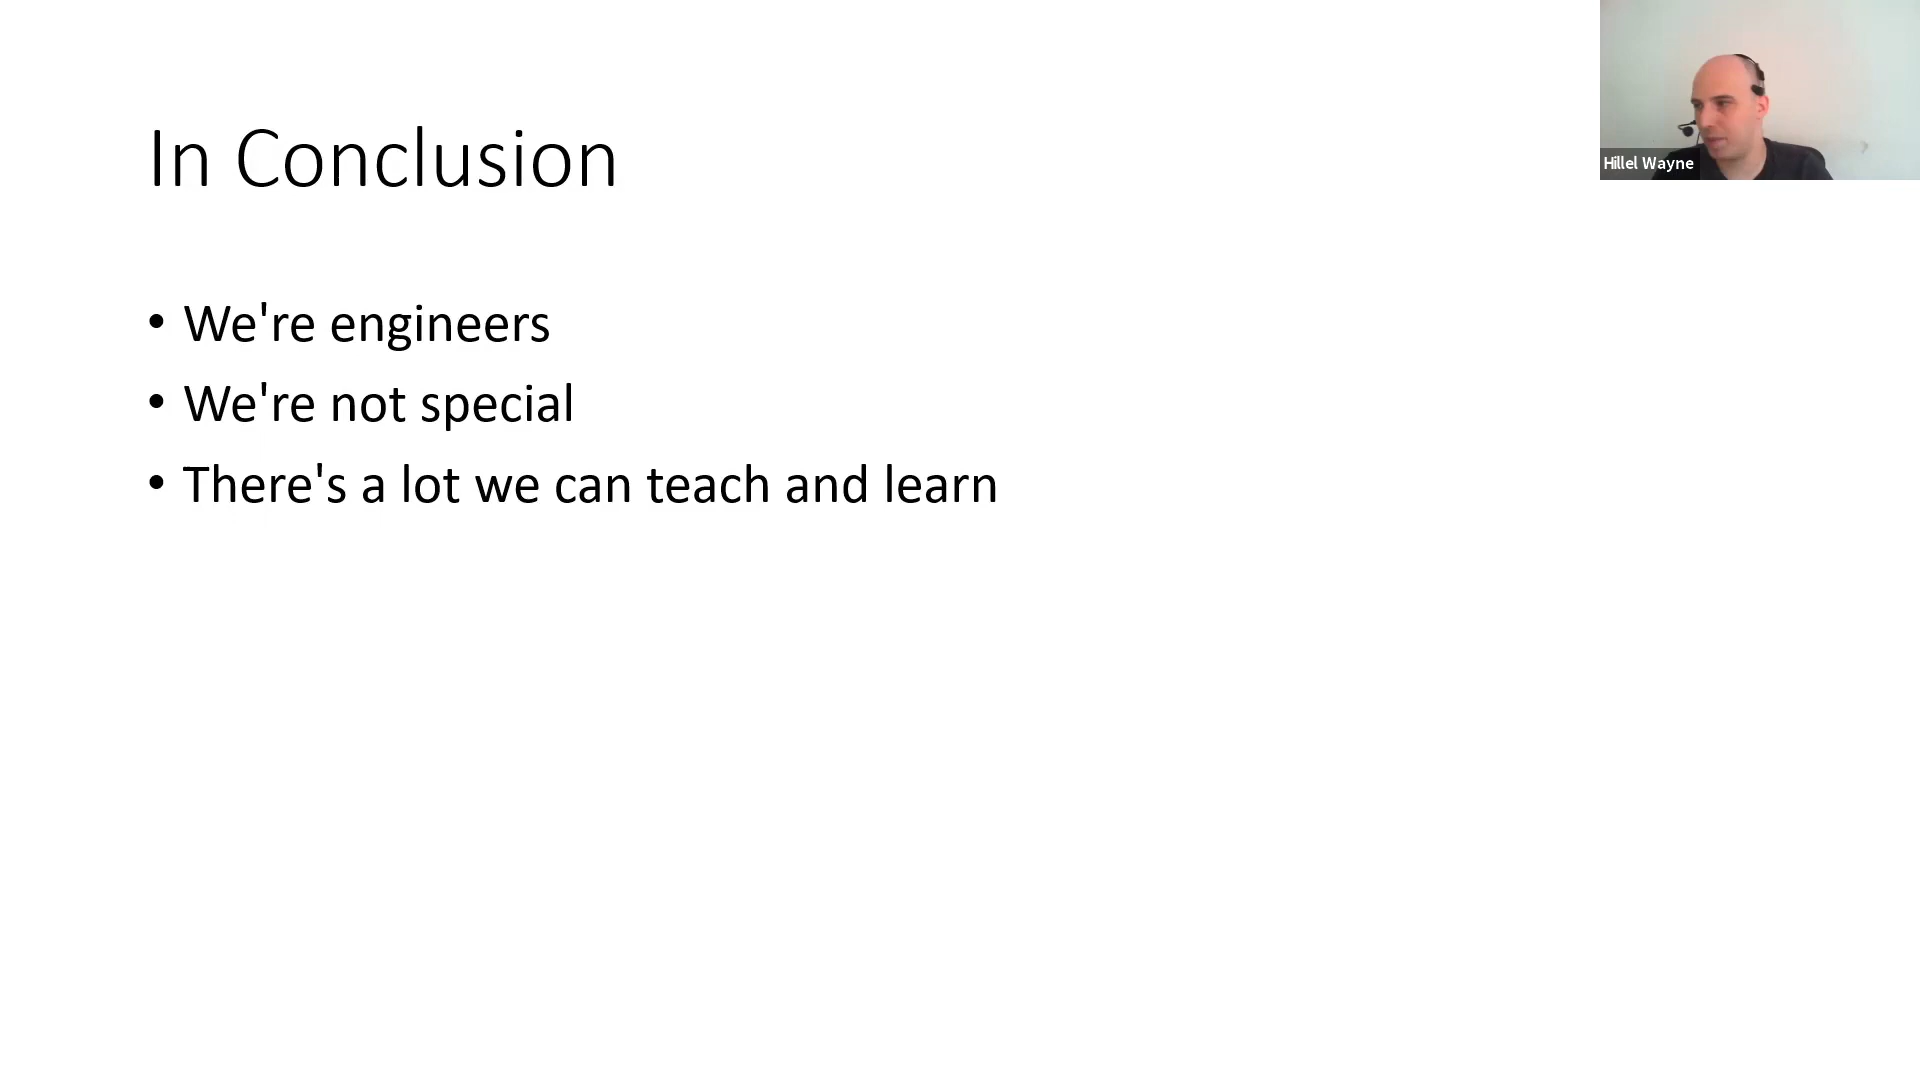 In Conclusion
• We're engineers
• We're not special
• There's a lot we can teach and learn
Hillel Wayne